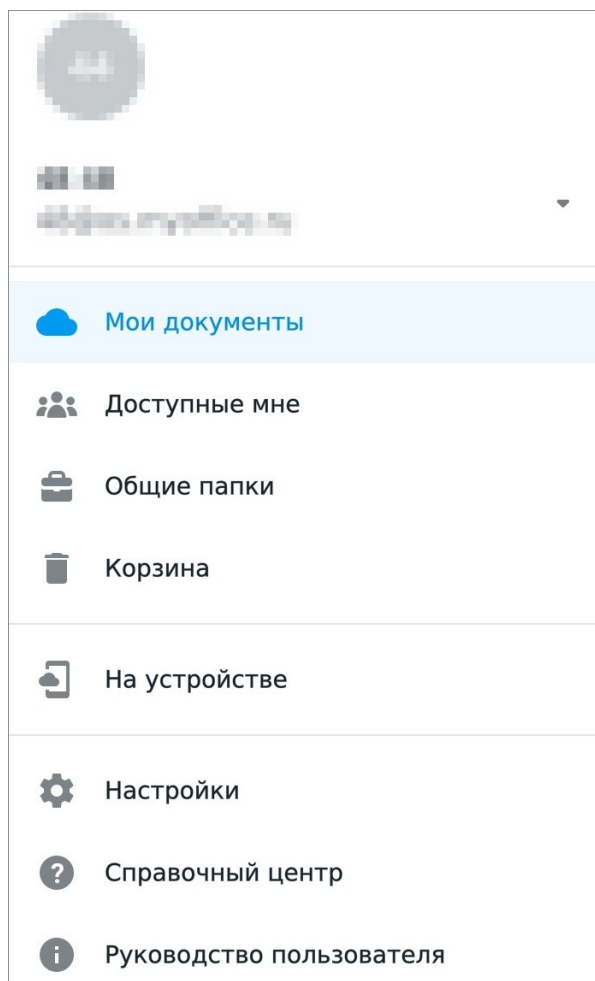 Мои документы
Доступные мне
Общие папки
Корзина
На устройстве
Настройки
Справочный центр
Руководство пользователя